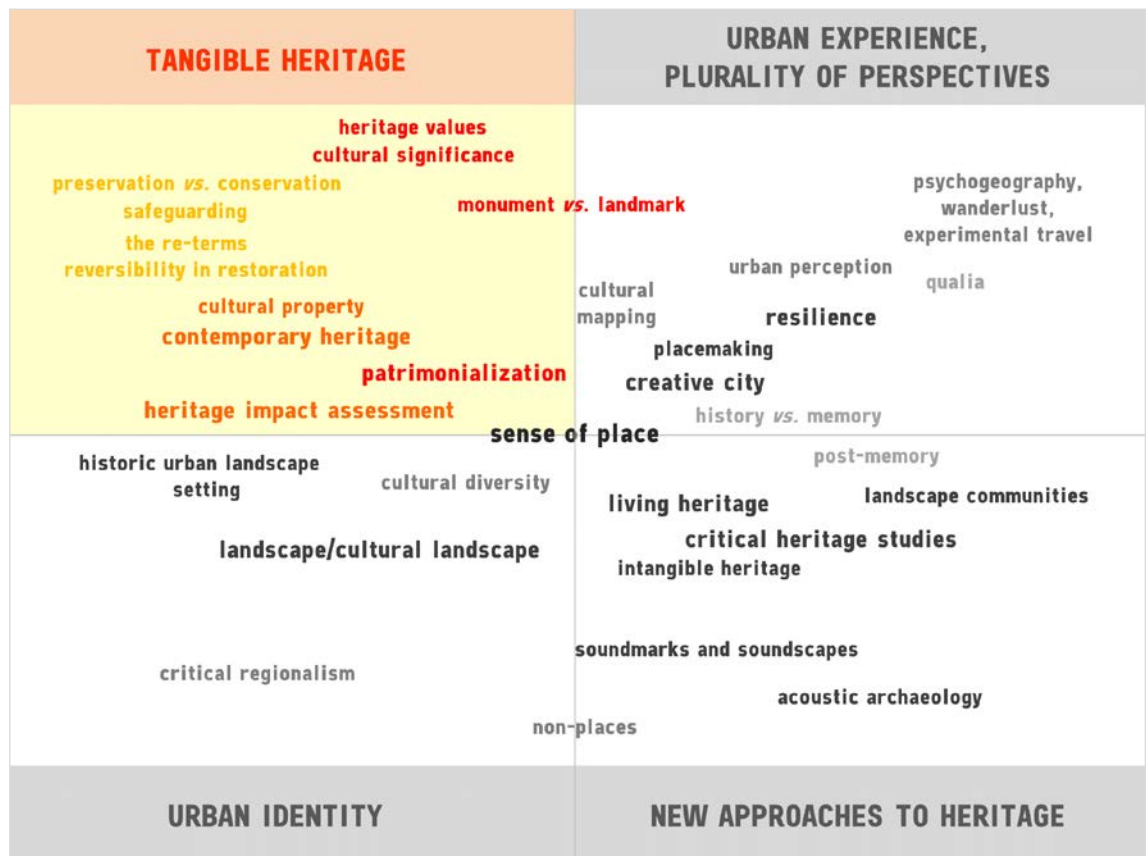 TANGIBLE HERITAGE
URBAN EXPERIENCE,
PLURALITY OF PERSPECTIVES
heritage values
cultural significance
preservation vs. conservation
safeguarding
monument vs. landmark
the re-terms
reversibility in restoration
cultural property
contemporary heritage
patrimonialization
heritage impact assessment
psychogeography,
wanderlust,
experimental travel
urban perception
qualia
cultural
mapping
resilience
placemaking
creative city
history vs. memory
sense of place
historic urban landscape
setting
cultural diversity
landscape/cultural landscape
critical regionalism
non-places
post-memory
living heritage
landscape communities
critical heritage studies
intangible heritage
soundmarks and soundscapes
acoustic archaeology
URBAN IDENTITY
NEW APPROACHES TO HERITAGE